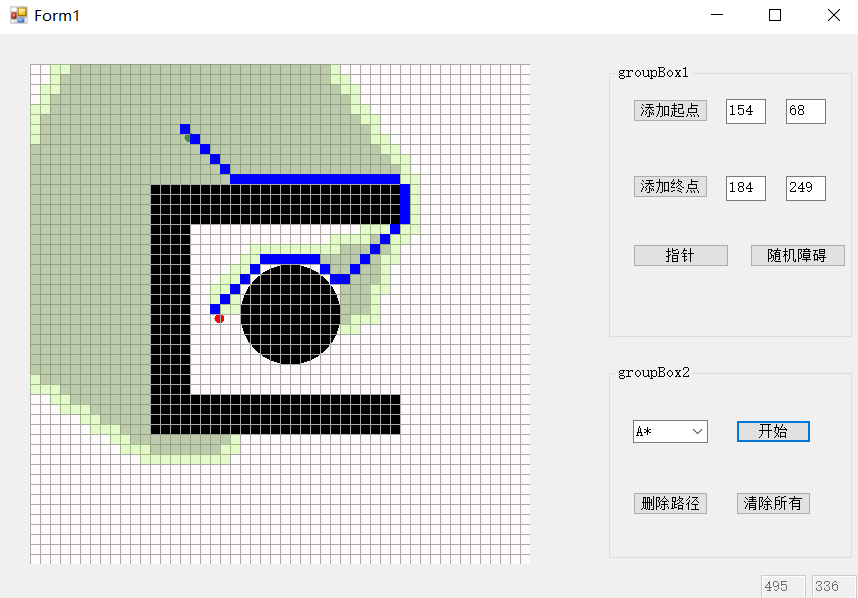 Form1
groupBox1
添加起点 154 68
添加终点 184 249
指针 随机障碍
groupBox2
A* 开始
删除路径 清除所有
495 336